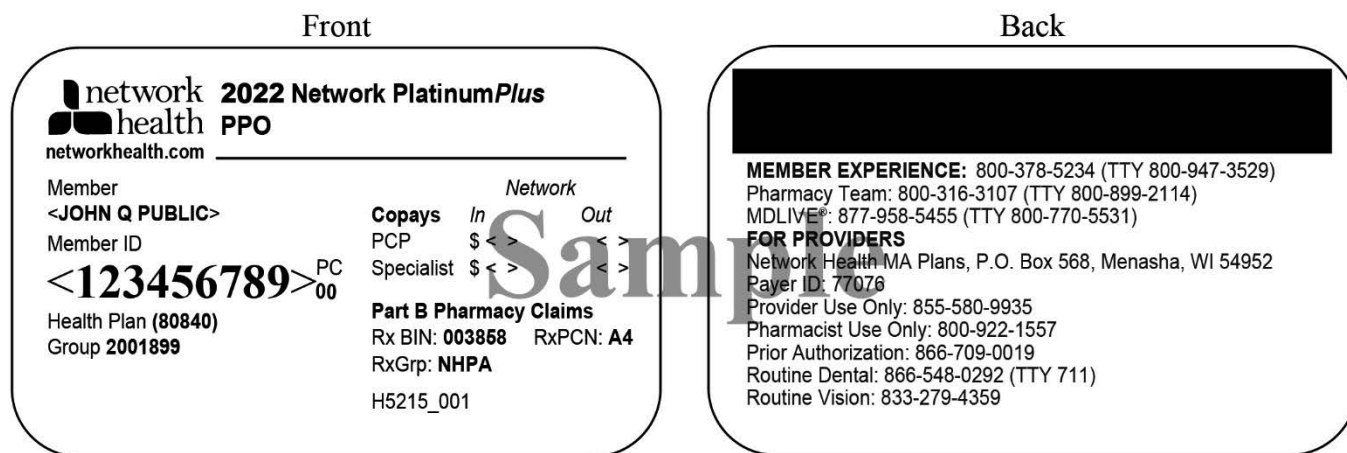 Front
network health
networkhealth.com
2022 Network PlatinumPlus
PPO
Member
<JOHN Q PUBLIC>
Member ID
<123456789> PC 00
Health Plan (80840)
Group 2001899
Network
Copays In Out
PCP $ < > < >
Specialist $ < > < >
Part B Pharmacy Claims
Rx BIN: 003858 RxPCN: A4
RxGrp: NHPA
H5215_001
Sample
Back
MEMBER EXPERIENCE: 800-378-5234 (TTY 800-947-3529)
Pharmacy Team: 800-316-3107 (TTY 800-899-2114)
MDLIVE®: 877-958-5455 (TTY 800-770-5531)
FOR PROVIDERS
Network Health MA Plans, P.O. Box 568, Menasha, WI 54952
Payer ID: 77076
Provider Use Only: 855-580-9935
Pharmacist Use Only: 800-922-1557
Prior Authorization: 866-709-0019
Routine Dental: 866-548-0292 (TTY 711)
Routine Vision: 833-279-4359